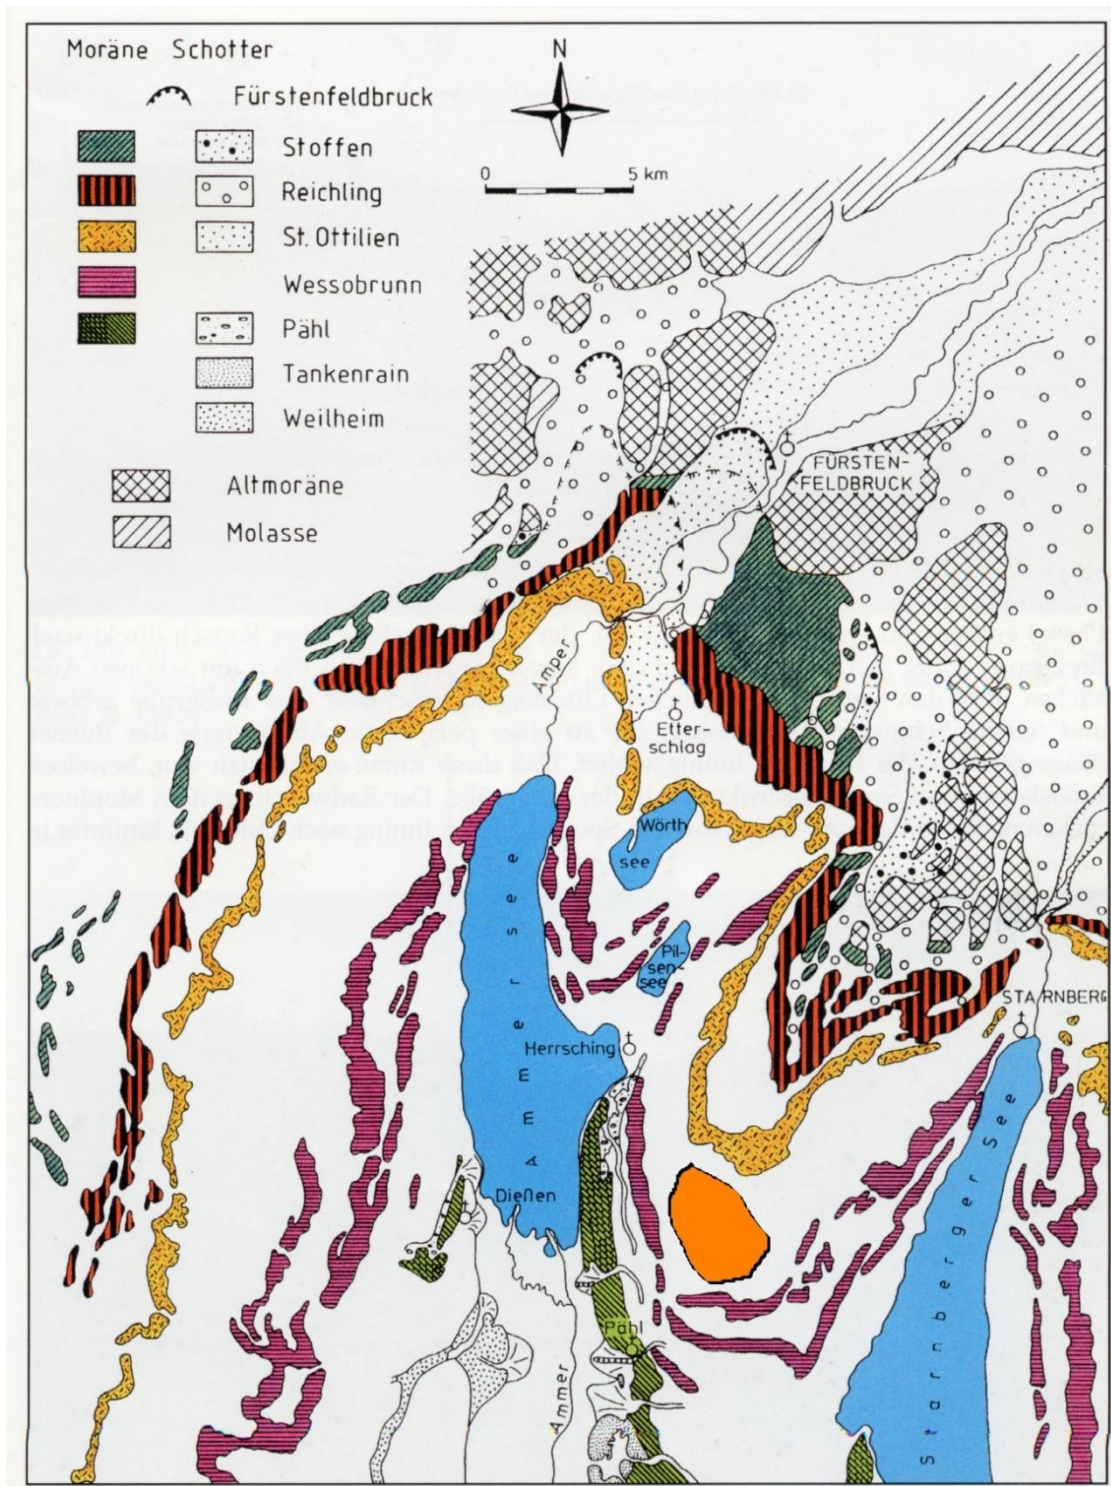 Moräne Schotter
Fürstenfeldbruck
Stoffen
Reichling
St. Ottilien
Wessobrunn
Pähl
Tankenrain
Weilheim
Altmoräne
Molasse
N
0 5 km
FÜRSTEN-
FELDBRUCK
Amper
Etter-
schlag
Wörth
see
Pil-
sen-
see
Ammersee
STARNBERG
Herrsching
Dießen
Starnberger See
Pähl
Ammer